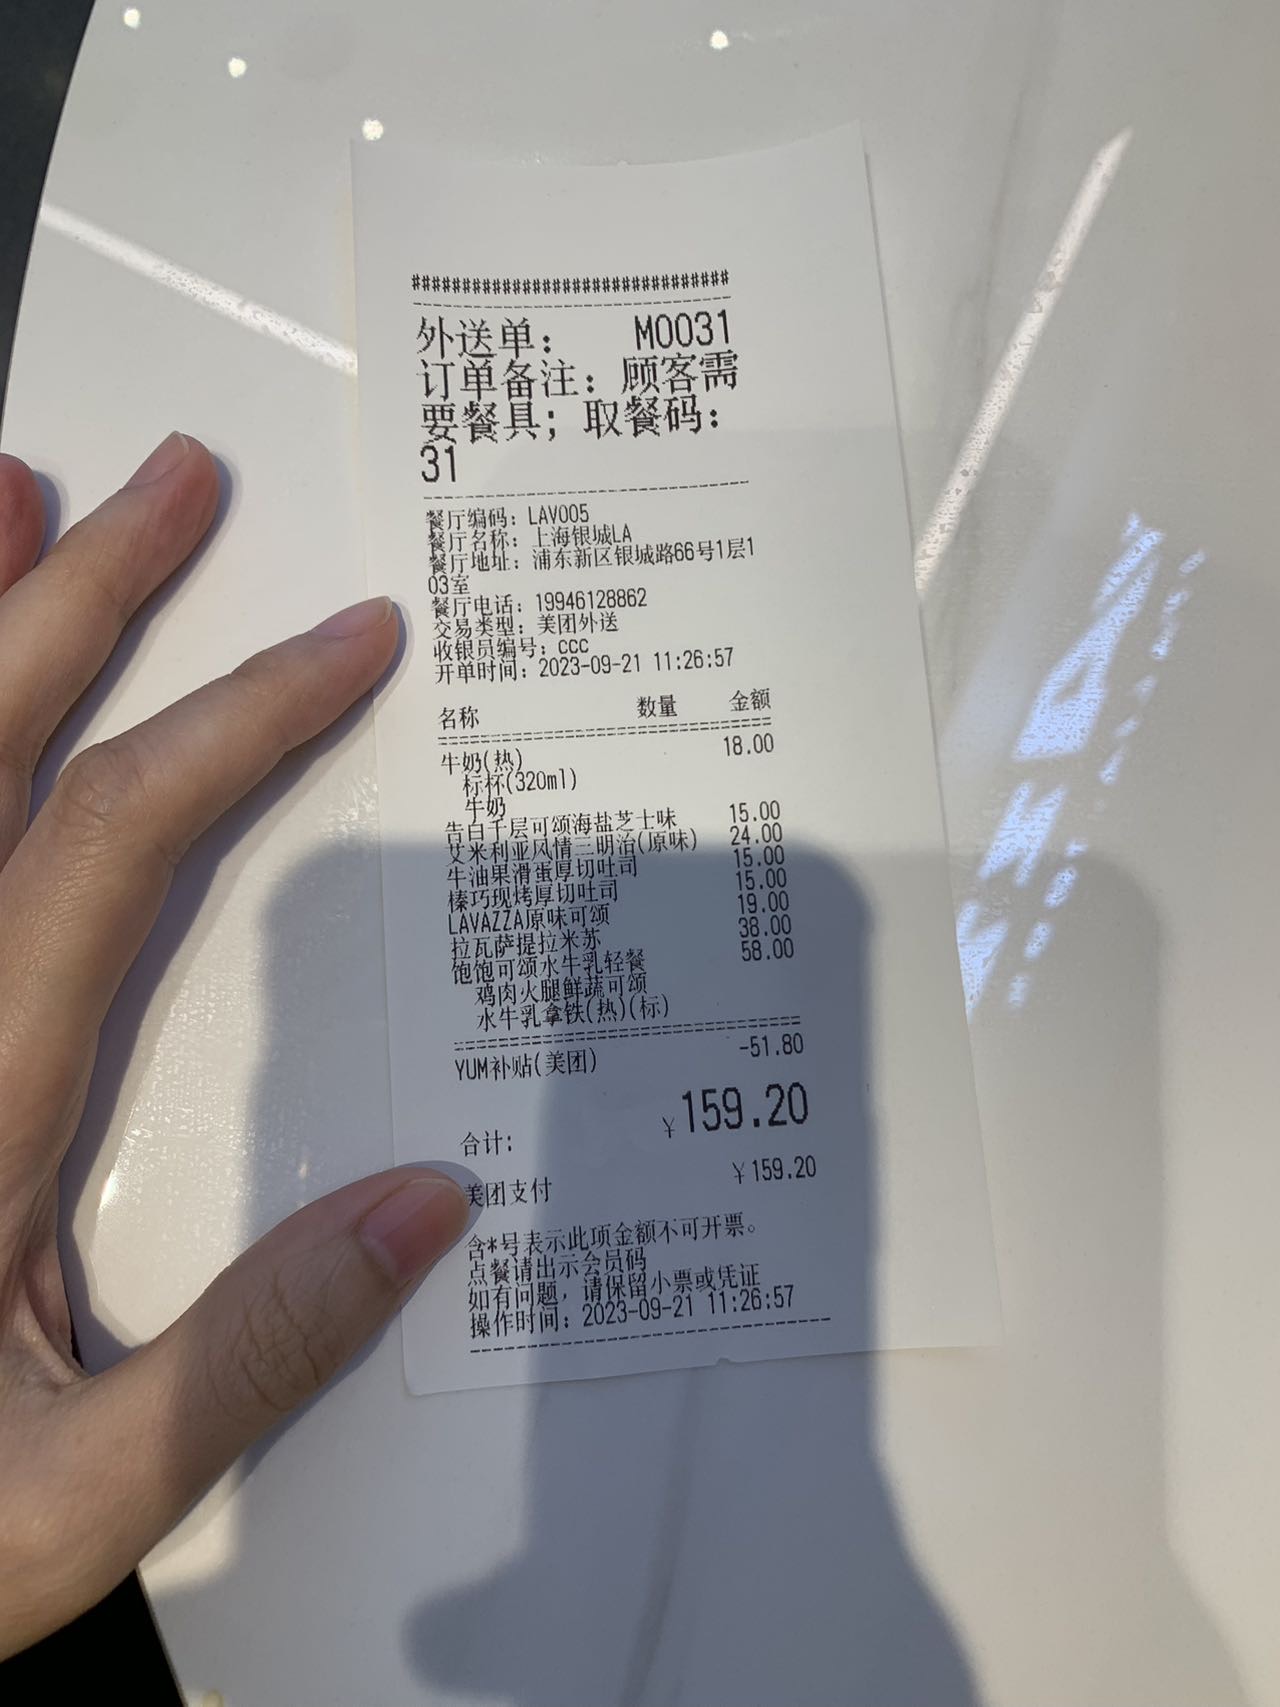 ##############################
外送单: M0031
订单备注: 顾客需
要餐具; 取餐码:
31
餐厅编码: LAV005
餐厅名称: 上海银城LA
餐厅地址: 浦东新区银城路66号1层1
03室
餐厅电话: 19946128862
交易类型: 美团外送
收银员编号: ccc
开单时间: 2023-09-21 11:26:57
名称 数量 金额
牛奶(热) 18.00
标杯(320ml)
牛奶
告白千层可颂海盐芝士味 15.00
艾米利亚风情三明治(原味) 24.00
牛油果滑蛋厚切吐司 15.00
榛巧现烤厚切吐司 15.00
LAVAZZA原味可颂 19.00
拉瓦萨提拉米苏 38.00
饱饱可颂水牛乳轻餐 58.00
鸡肉火腿鲜蔬可颂
水牛乳拿铁(热)(标)
YUM补贴(美团) -51.80
合计: ¥159.20
美团支付 ¥159.20
含*号表示此项金额不可开票。
点餐请出示会员码
如有问题, 请保留小票或凭证
操作时间: 2023-09-21 11:26:57